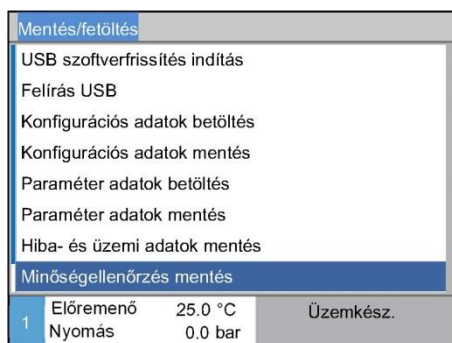 Mentés/fetöltés
USB szoftverfrissítés indítás
Felírás USB
Konfigurációs adatok betöltés
Konfigurációs adatok mentés
Paraméter adatok betöltés
Paraméter adatok mentés
Hiba- és üzemi adatok mentés
Minőségellenőrzés mentés
1 Előremenő 25.0 °C Üzemkész.
Nyomás 0.0 bar